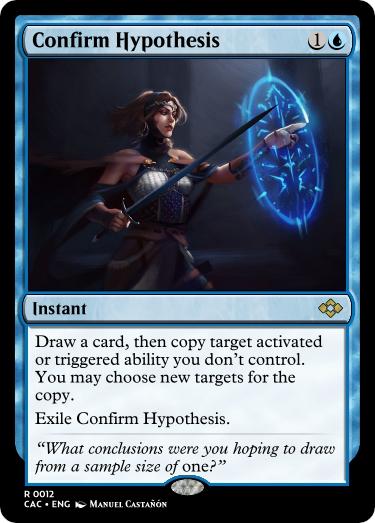 Confirm Hypothesis 1
Instant
Draw a card, then copy target activated
or triggered ability you don't control.
You may choose new targets for the
copy.
Exile Confirm Hypothesis.
"What conclusions were you hoping to draw
from a sample size of one?"
R 0012
CAC • ENG Manuel Castañón